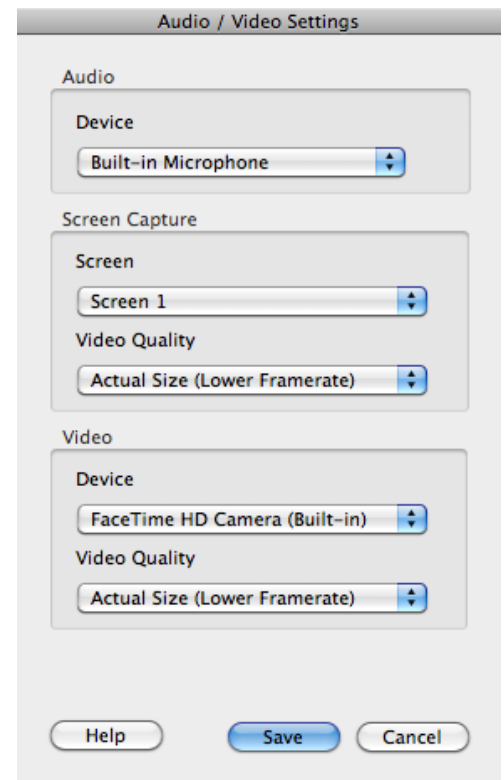 Audio / Video Settings
Audio
Device
Built-in Microphone
Screen Capture
Screen
Screen 1
Video Quality
Actual Size (Lower Framerate)
Video
Device
FaceTime HD Camera (Built-in)
Video Quality
Actual Size (Lower Framerate)
Help Save Cancel